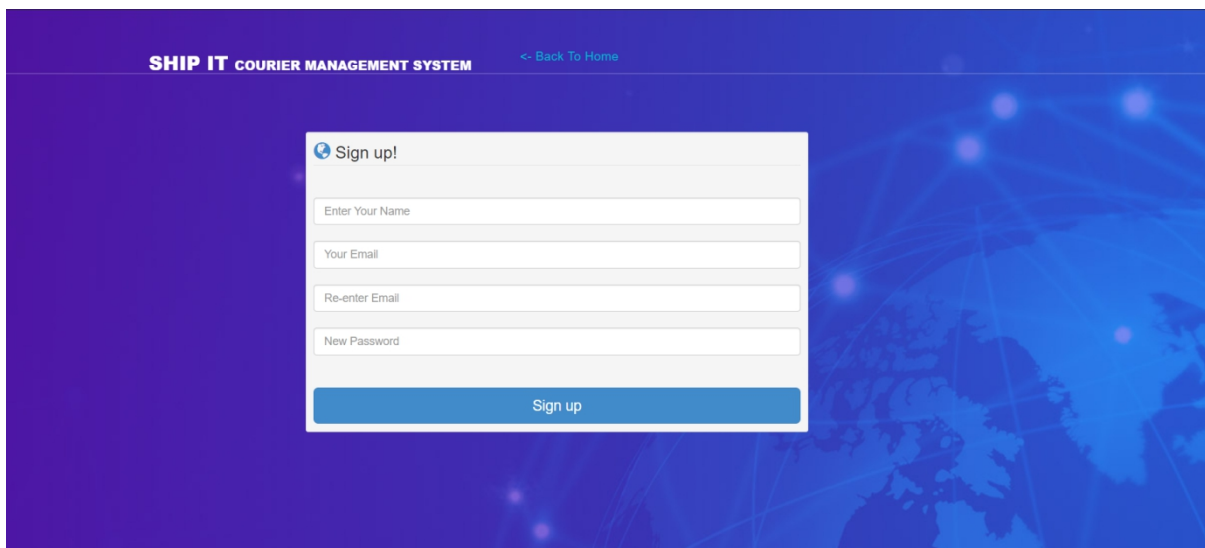 SHIP IT COURIER MANAGEMENT SYSTEM
<- Back To Home
Sign up!
Enter Your Name
Your Email
Re-enter Email
New Password
Sign up